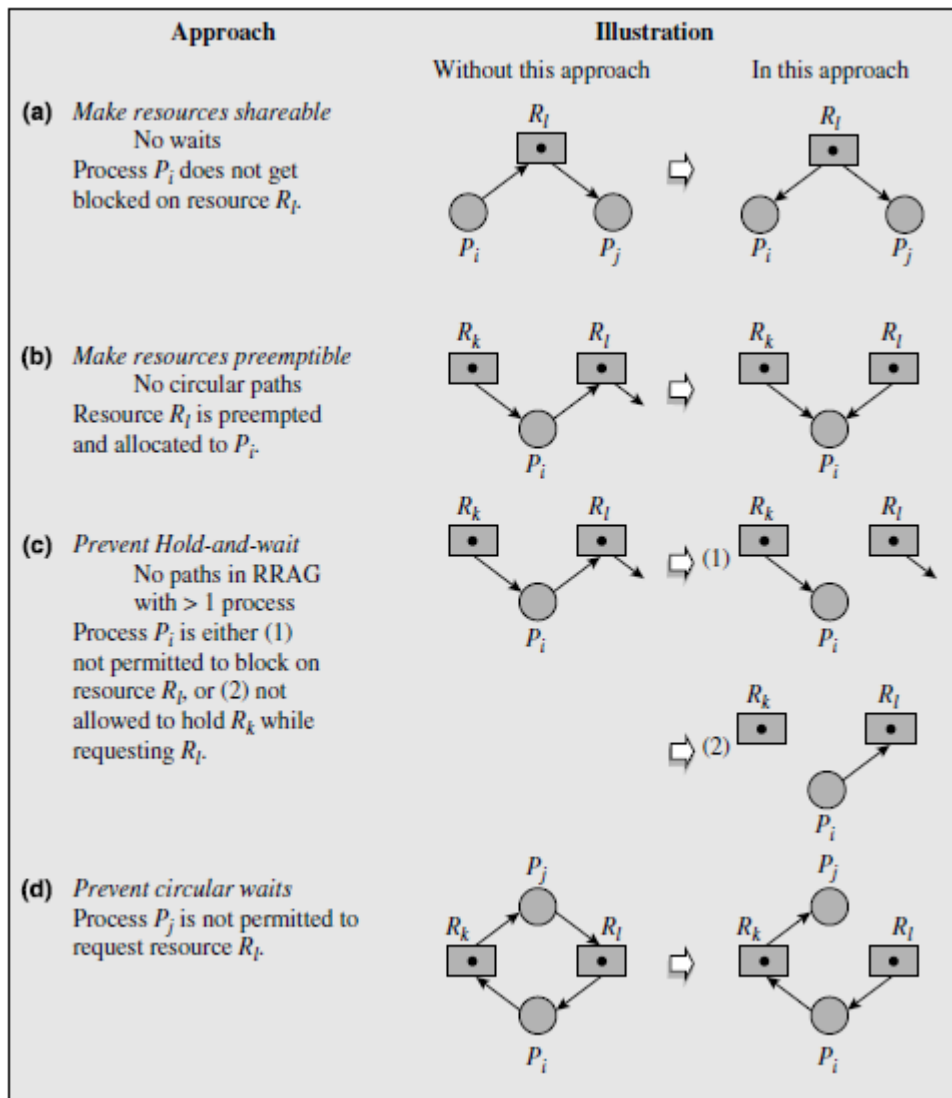 Approach
Illustration
Without this approach
In this approach
(a) Make resources shareable
No waits
Process Pi does not get
blocked on resource Rl.
Rl
Pi
Pj
Rl
Pi
Pj
(b) Make resources preemptible
No circular paths
Resource Rl is preempted
and allocated to Pi.
Rk
Rl
Pi
Rk
Rl
Pi
(c) Prevent Hold-and-wait
No paths in RRAG
with > 1 process
Process Pi is either (1)
not permitted to block on
resource Rl, or (2) not
allowed to hold Rk while
requesting Rl.
Rk
Rl
Pi
(1)
Rk
Rl
Pi
(2)
Rk
Rl
Pi
(d) Prevent circular waits
Process Pj is not permitted to
request resource Rl.
Pj
Rk
Rl
Pi
Pj
Rk
Rl
Pi